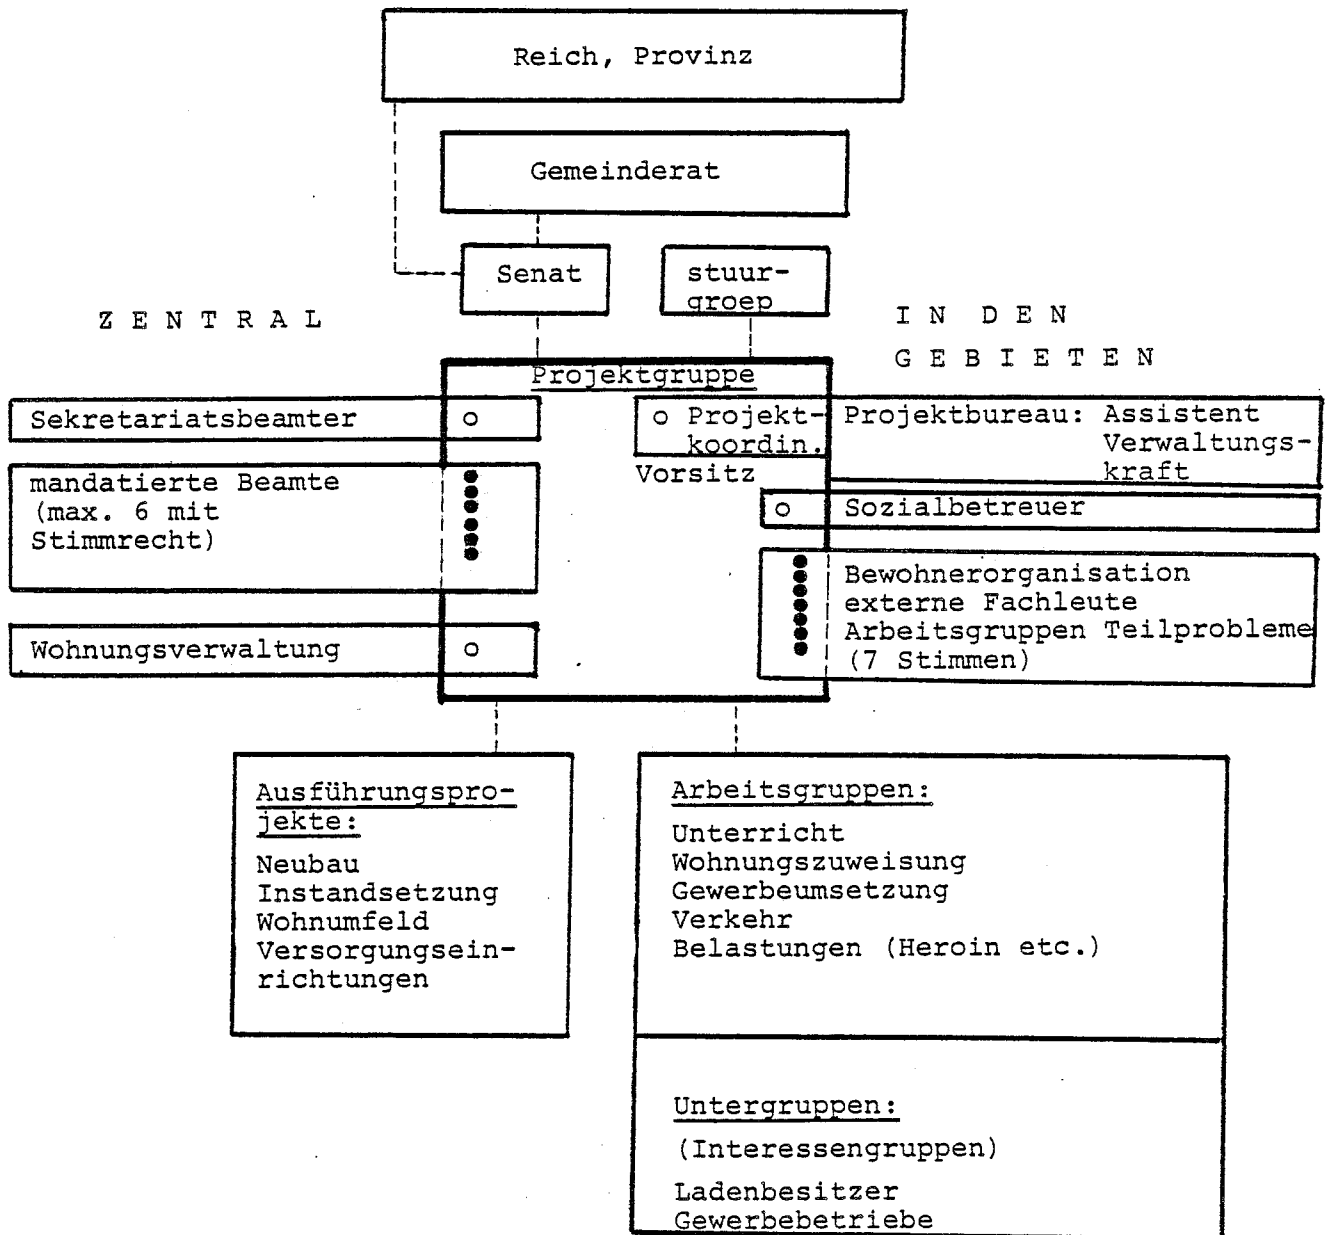 Reich, Provinz
Gemeinderat
Senat
stuur-
groep
Z E N T R A L
I N  D E N
G E B I E T E N
Projektgruppe
Sekretariatsbeamter
Projekt-
koordin.
Vorsitz
Projektbureau: Assistent
Verwaltungs-
kraft
mandatierte Beamte
(max. 6 mit
Stimmrecht)
Sozialbetreuer
Bewohnerorganisation
externe Fachleute
Arbeitsgruppen Teilprobleme
(7 Stimmen)
Wohnungsverwaltung
Ausführungspro-
jekte:
Neubau
Instandsetzung
Wohnumfeld
Versorgungsein-
richtungen
Arbeitsgruppen:
Unterricht
Wohnungszuweisung
Gewerbeumsetzung
Verkehr
Belastungen (Heroin etc.)
Untergruppen:
(Interessengruppen)
Ladenbesitzer
Gewerbebetriebe